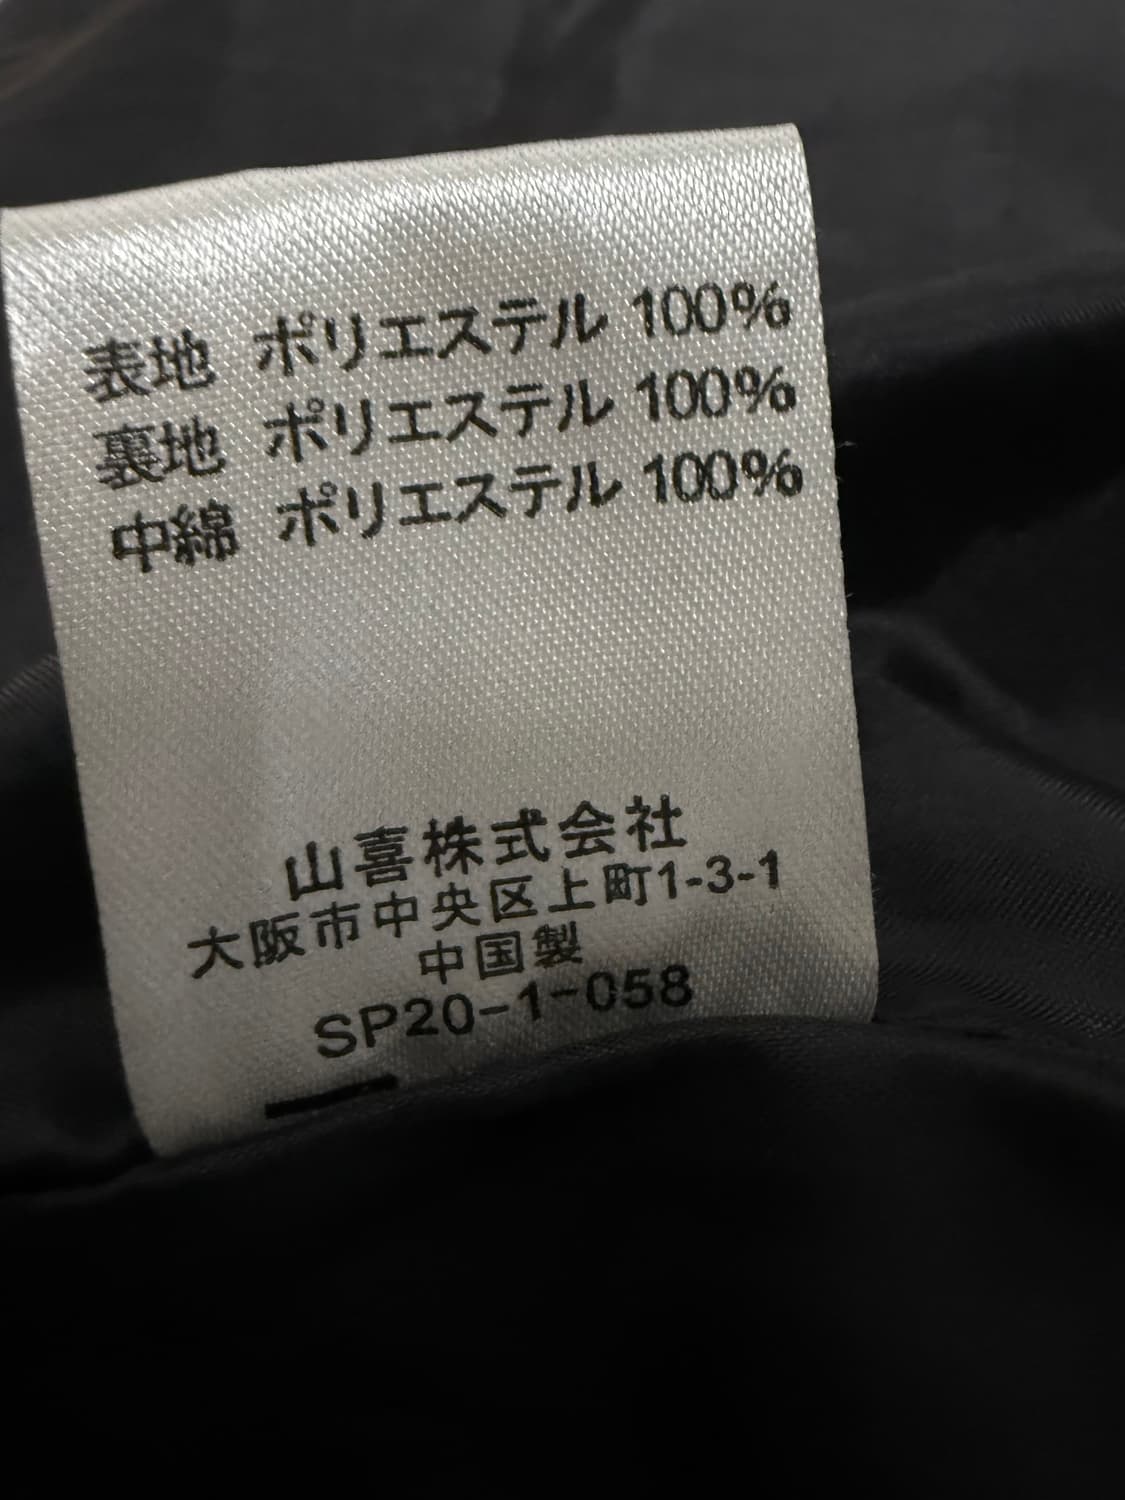 表地 ポリエステル 100%
裏地 ポリエステル 100%
中綿 ポリエステル 100%
山喜株式会社
大阪市中央区上町1-3-1
中国製
SP20-1-058